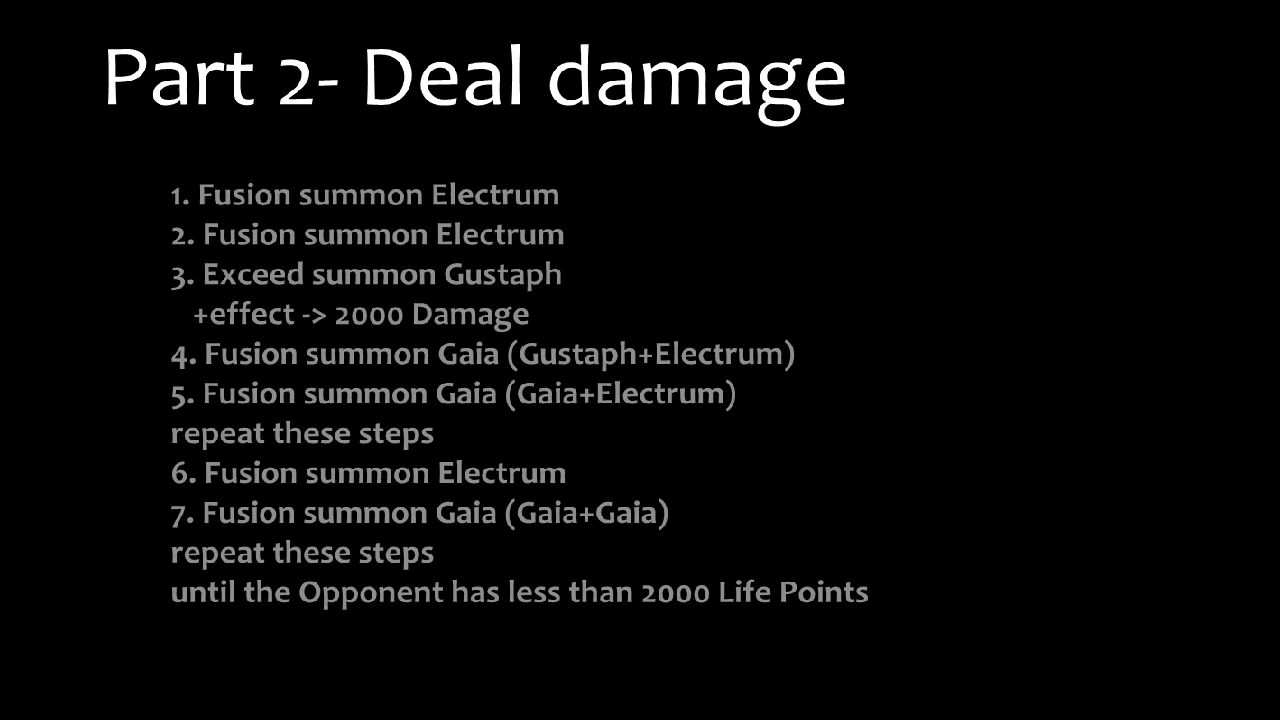 Part 2- Deal damage
1. Fusion summon Electrum
2. Fusion summon Electrum
3. Exceed summon Gustaph
+effect -> 2000 Damage
4. Fusion summon Gaia (Gustaph+Electrum)
5. Fusion summon Gaia (Gaia+Electrum)
repeat these steps
6. Fusion summon Electrum
7. Fusion summon Gaia (Gaia+Gaia)
repeat these steps
until the Opponent has less than 2000 Life Points